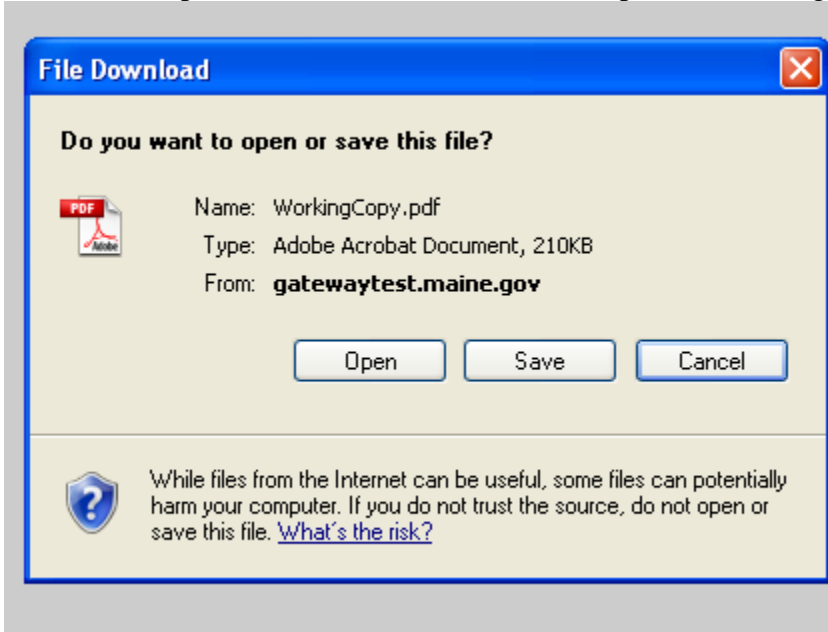 File Download
Do you want to open or save this file?
PDF
Adobe
Name: WorkingCopy.pdf
Type: Adobe Acrobat Document, 210KB
From: gatewaytest.maine.gov
Open Save Cancel
While files from the Internet can be useful, some files can potentially
harm your computer. If you do not trust the source, do not open or
save this file. What's the risk?